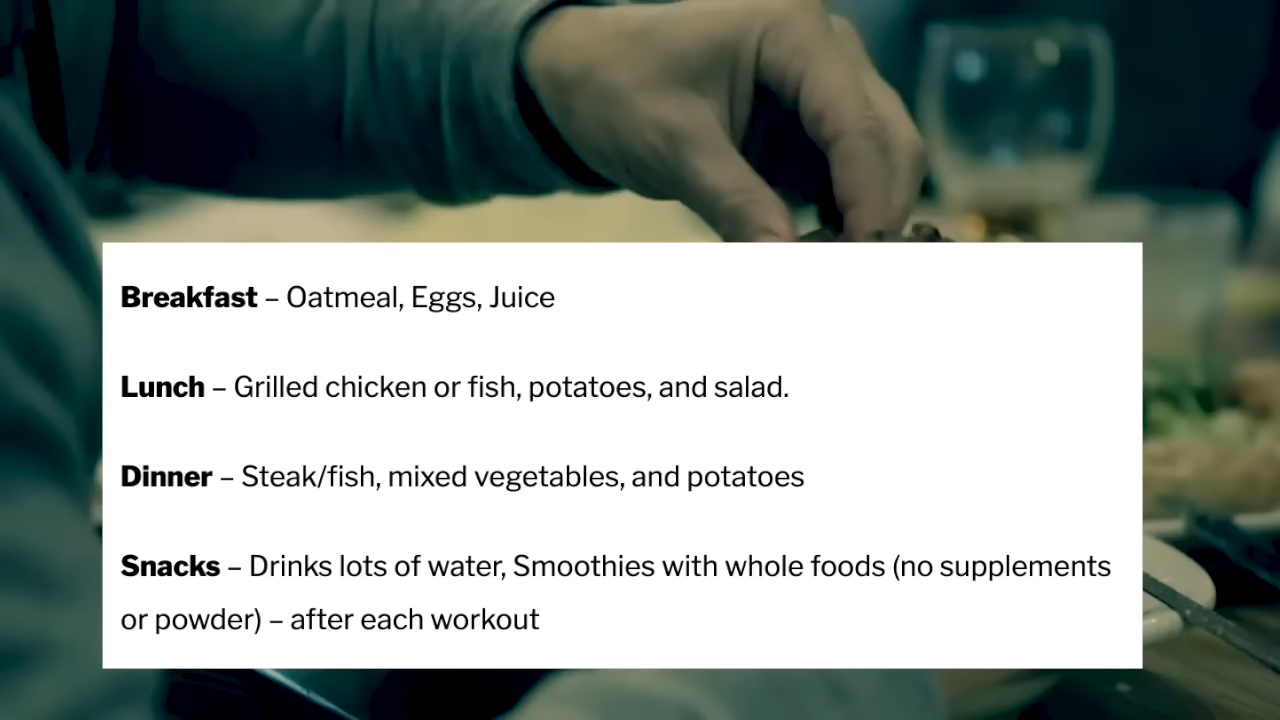 Breakfast – Oatmeal, Eggs, Juice
Lunch – Grilled chicken or fish, potatoes, and salad.
Dinner – Steak/fish, mixed vegetables, and potatoes
Snacks – Drinks lots of water, Smoothies with whole foods (no supplements
or powder) – after each workout